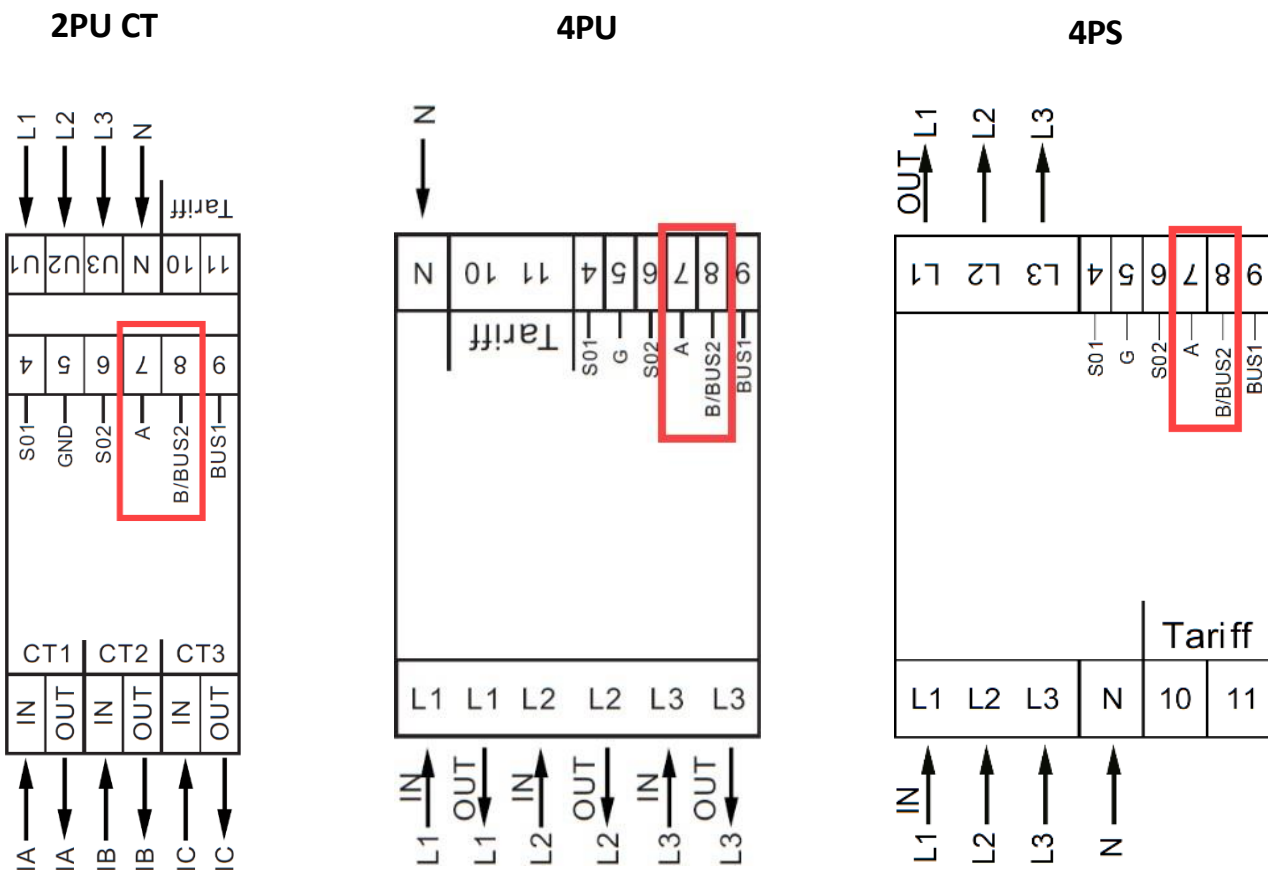 2PU CT
4PU
4PS
L1 L2 L3 N
Tariff
U1 U2 U3 N 10 11
4 5 6 7 8 9
S01 GND S02 A B/BUS2 BUS1
CT1 CT2 CT3
IN OUT IN OUT IN OUT
IA IA IB IB IC IC
N
N 10 11 4 5 6 7 8 9
Tariff
S01 G S02 A B/BUS2 BUS1
L1 L1 L2 L2 L3 L3
IN OUT IN OUT IN OUT
L1 L1 L2 L2 L3 L3
OUT
L1 L2 L3
L1 L2 L3 4 5 6 7 8 9
S01 G S02 A B/BUS2 BUS1
Tariff
L1 L2 L3 N 10 11
IN
L1 L2 L3 N